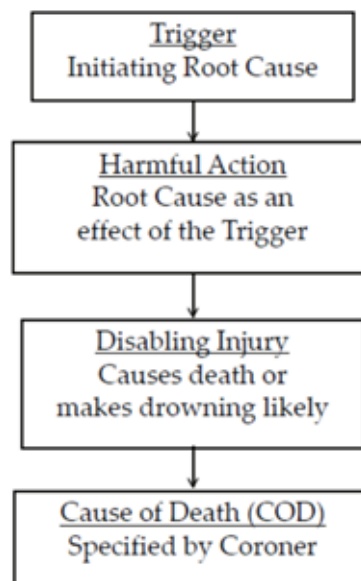 Trigger
Initiating Root Cause
Harmful Action
Root Cause as an
effect of the Trigger
Disabling Injury
Causes death or
makes drowning likely
Cause of Death (COD)
Specified by Coroner